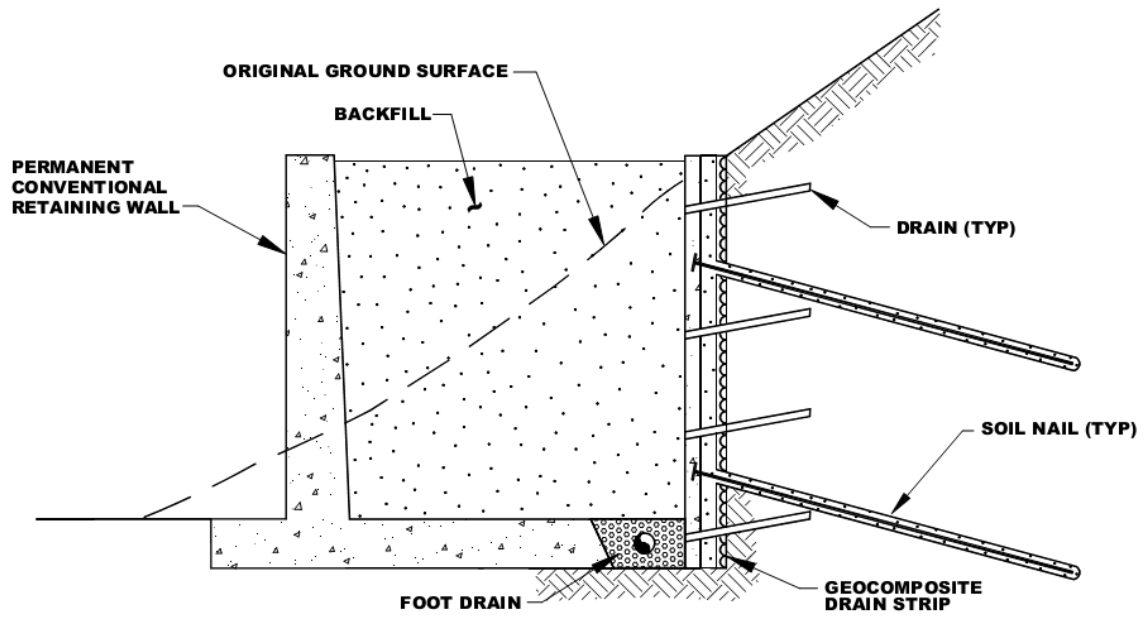 ORIGINAL GROUND SURFACE
BACKFILL
PERMANENT
CONVENTIONAL
RETAINING WALL
DRAIN (TYP)
SOIL NAIL (TYP)
GEOCOMPOSITE
DRAIN STRIP
FOOT DRAIN